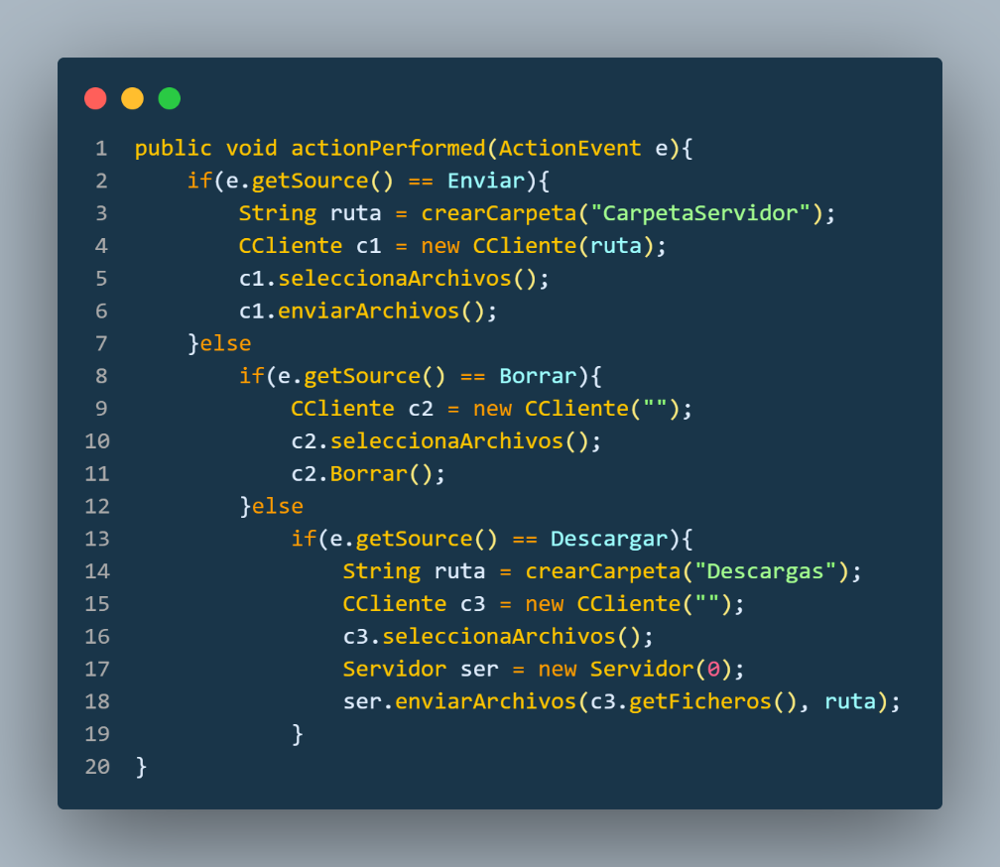 1 public void actionPerformed(ActionEvent e){
2 if(e.getSource() == Enviar){
3 String ruta = crearCarpeta("CarpetaServidor");
4 CCliente c1 = new CCliente(ruta);
5 c1.seleccionaArchivos();
6 c1.enviarArchivos();
7 }else
8 if(e.getSource() == Borrar){
9 CCliente c2 = new CCliente("");
10 c2.seleccionaArchivos();
11 c2.Borrar();
12 }else
13 if(e.getSource() == Descargar){
14 String ruta = crearCarpeta("Descargas");
15 CCliente c3 = new CCliente("");
16 c3.seleccionaArchivos();
17 Servidor ser = new Servidor(0);
18 ser.enviarArchivos(c3.getFicheros(), ruta);
19 }
20 }